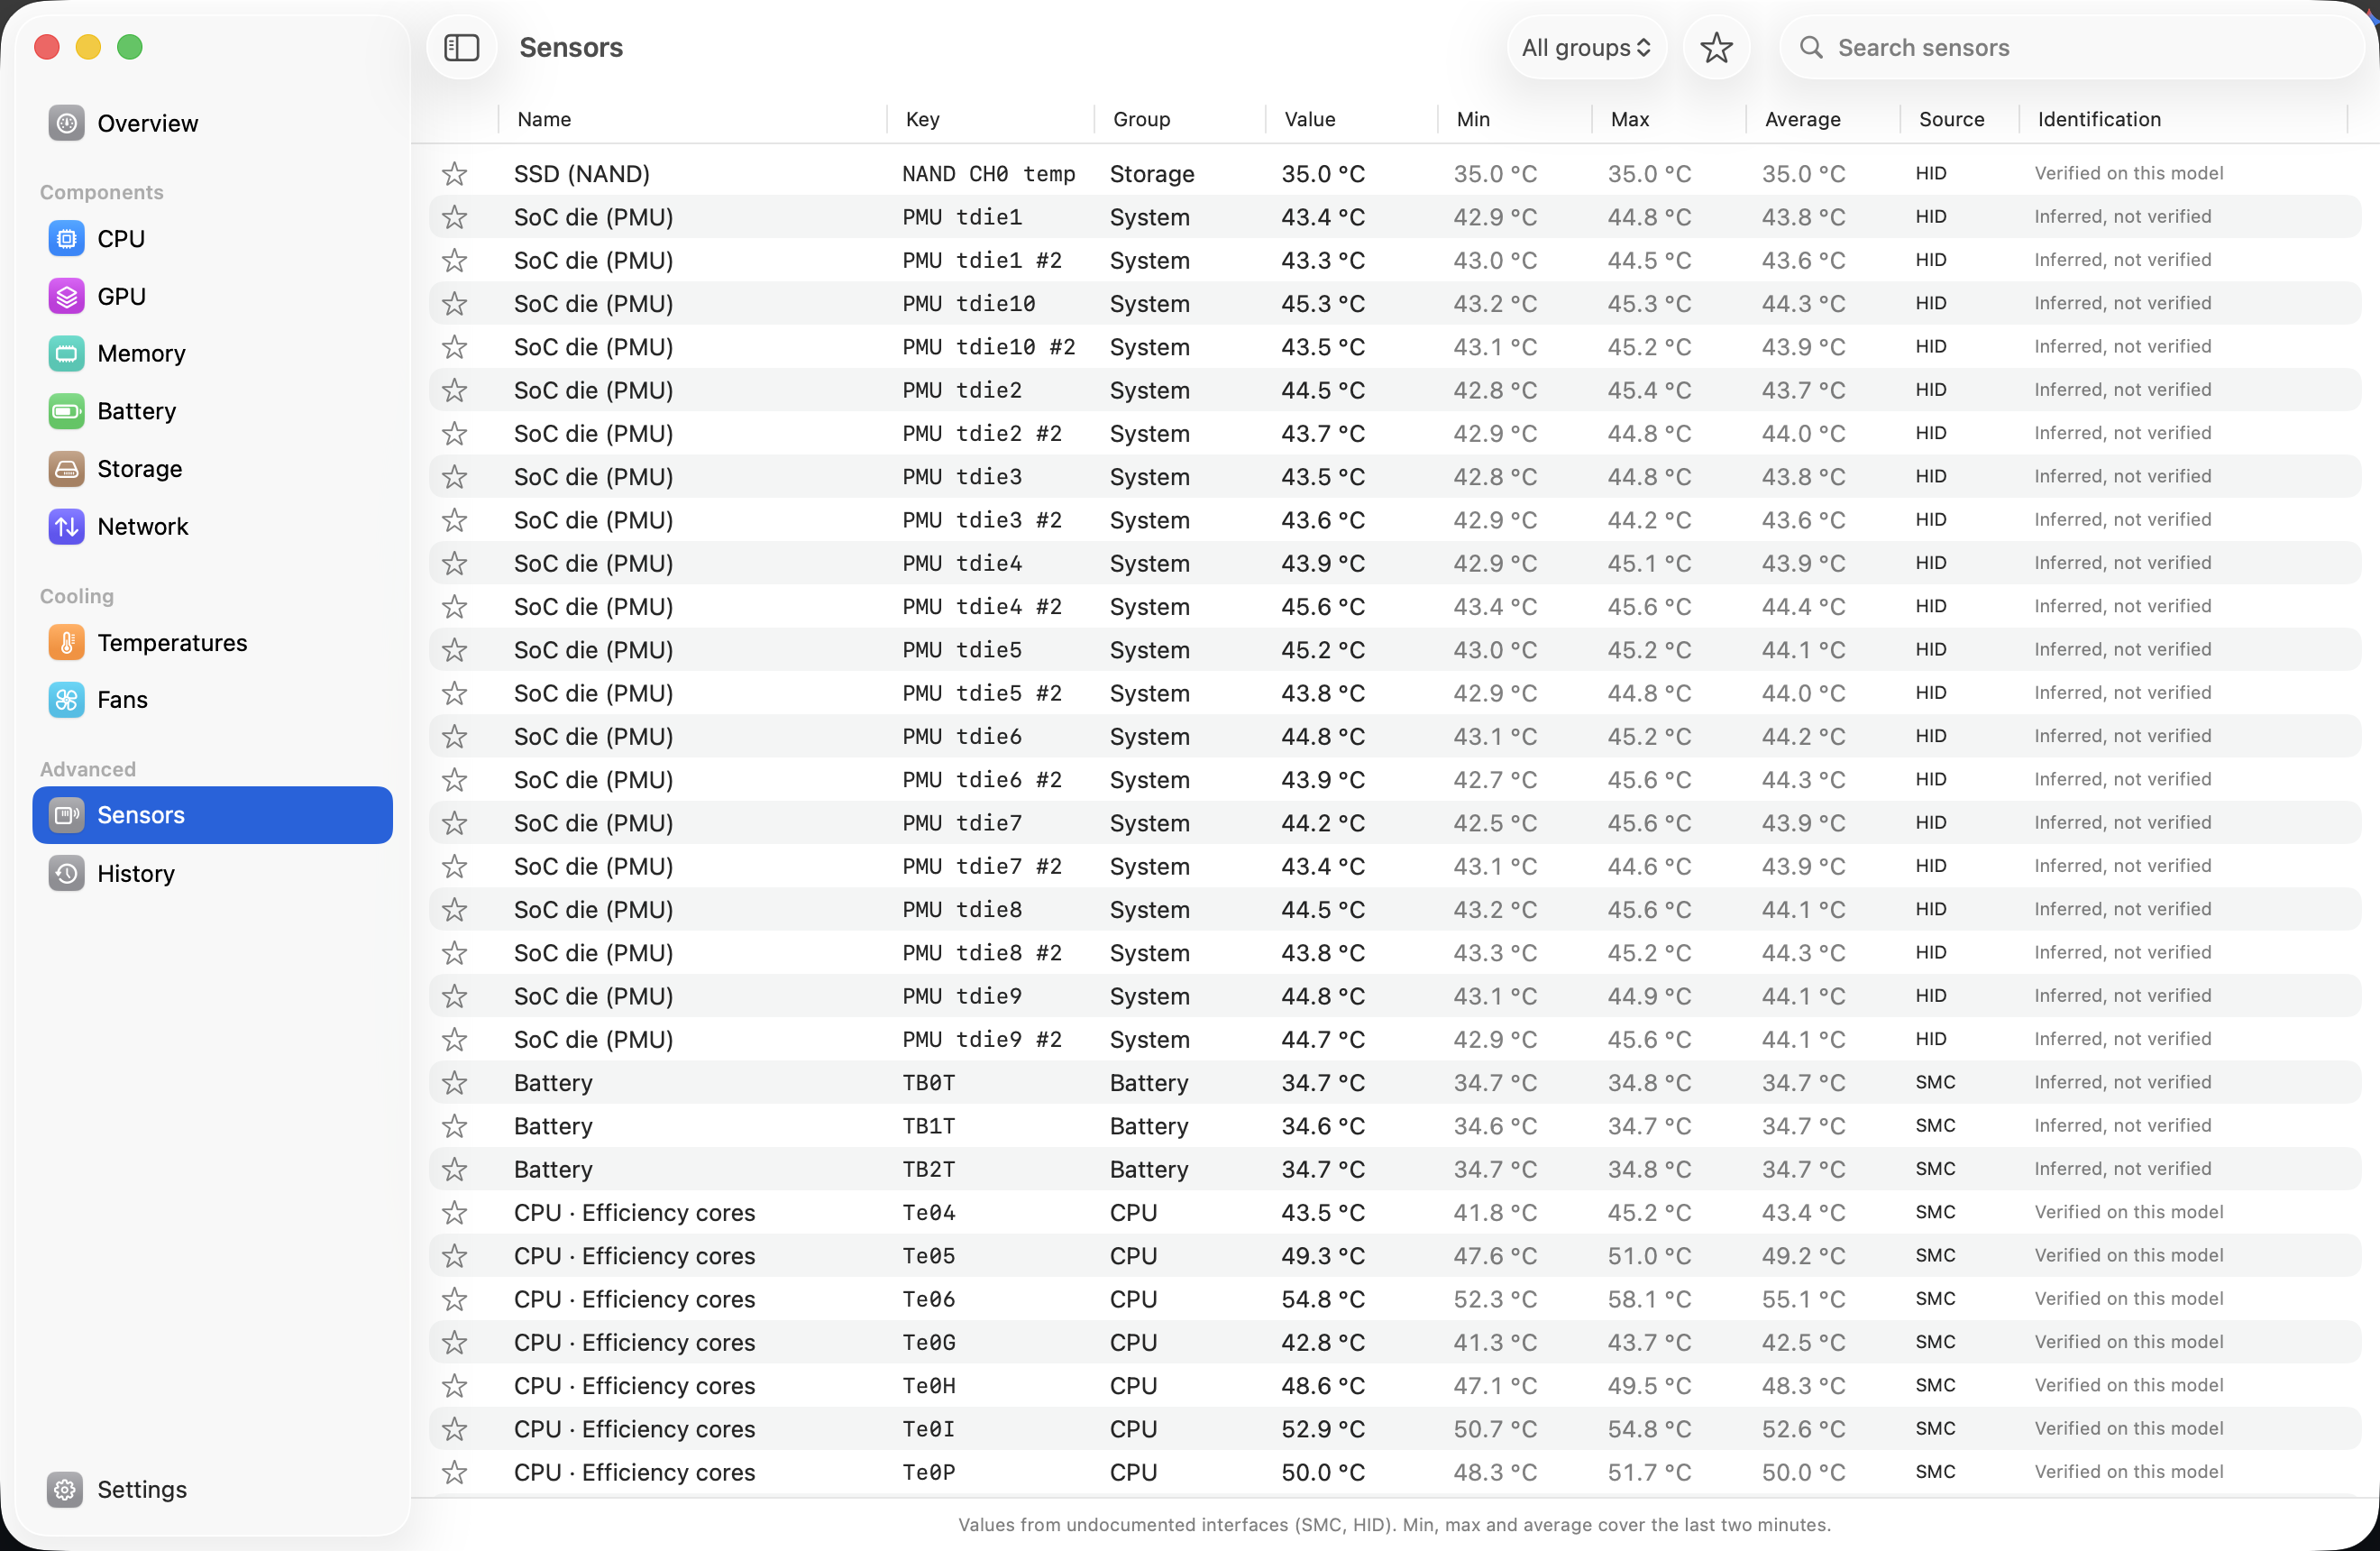 Sensors
All groups
Search sensors
Overview
Components
CPU
GPU
Memory
Battery
Storage
Network
Cooling
Temperatures
Fans
Advanced
Sensors
History
Settings
Name Key Group Value Min Max Average Source Identification
SSD (NAND) NAND CH0 temp Storage 35.0 °C 35.0 °C 35.0 °C 35.0 °C HID Verified on this model
SoC die (PMU) PMU tdie1 System 43.4 °C 42.9 °C 44.8 °C 43.8 °C HID Inferred, not verified
SoC die (PMU) PMU tdie1 #2 System 43.3 °C 43.0 °C 44.5 °C 43.6 °C HID Inferred, not verified
SoC die (PMU) PMU tdie10 System 45.3 °C 43.2 °C 45.3 °C 44.3 °C HID Inferred, not verified
SoC die (PMU) PMU tdie10 #2 System 43.5 °C 43.1 °C 45.2 °C 43.9 °C HID Inferred, not verified
SoC die (PMU) PMU tdie2 System 44.5 °C 42.8 °C 45.4 °C 43.7 °C HID Inferred, not verified
SoC die (PMU) PMU tdie2 #2 System 43.7 °C 42.9 °C 44.8 °C 44.0 °C HID Inferred, not verified
SoC die (PMU) PMU tdie3 System 43.5 °C 42.8 °C 44.8 °C 43.8 °C HID Inferred, not verified
SoC die (PMU) PMU tdie3 #2 System 43.6 °C 42.9 °C 44.2 °C 43.6 °C HID Inferred, not verified
SoC die (PMU) PMU tdie4 System 43.9 °C 42.9 °C 45.1 °C 43.9 °C HID Inferred, not verified
SoC die (PMU) PMU tdie4 #2 System 45.6 °C 43.4 °C 45.6 °C 44.4 °C HID Inferred, not verified
SoC die (PMU) PMU tdie5 System 45.2 °C 43.0 °C 45.2 °C 44.1 °C HID Inferred, not verified
SoC die (PMU) PMU tdie5 #2 System 43.8 °C 42.9 °C 44.8 °C 44.0 °C HID Inferred, not verified
SoC die (PMU) PMU tdie6 System 44.8 °C 43.1 °C 45.2 °C 44.2 °C HID Inferred, not verified
SoC die (PMU) PMU tdie6 #2 System 43.9 °C 42.7 °C 45.6 °C 44.3 °C HID Inferred, not verified
SoC die (PMU) PMU tdie7 System 44.2 °C 42.5 °C 45.6 °C 43.9 °C HID Inferred, not verified
SoC die (PMU) PMU tdie7 #2 System 43.4 °C 43.1 °C 44.6 °C 43.9 °C HID Inferred, not verified
SoC die (PMU) PMU tdie8 System 44.5 °C 43.2 °C 45.6 °C 44.1 °C HID Inferred, not verified
SoC die (PMU) PMU tdie8 #2 System 43.8 °C 43.3 °C 45.2 °C 44.3 °C HID Inferred, not verified
SoC die (PMU) PMU tdie9 System 44.8 °C 43.1 °C 44.9 °C 44.1 °C HID Inferred, not verified
SoC die (PMU) PMU tdie9 #2 System 44.7 °C 42.9 °C 45.6 °C 44.1 °C HID Inferred, not verified
Battery TB0T Battery 34.7 °C 34.7 °C 34.8 °C 34.7 °C SMC Inferred, not verified
Battery TB1T Battery 34.6 °C 34.6 °C 34.7 °C 34.7 °C SMC Inferred, not verified
Battery TB2T Battery 34.7 °C 34.7 °C 34.8 °C 34.7 °C SMC Inferred, not verified
CPU · Efficiency cores Te04 CPU 43.5 °C 41.8 °C 45.2 °C 43.4 °C SMC Verified on this model
CPU · Efficiency cores Te05 CPU 49.3 °C 47.6 °C 51.0 °C 49.2 °C SMC Verified on this model
CPU · Efficiency cores Te06 CPU 54.8 °C 52.3 °C 58.1 °C 55.1 °C SMC Verified on this model
CPU · Efficiency cores Te0G CPU 42.8 °C 41.3 °C 43.7 °C 42.5 °C SMC Verified on this model
CPU · Efficiency cores Te0H CPU 48.6 °C 47.1 °C 49.5 °C 48.3 °C SMC Verified on this model
CPU · Efficiency cores Te0I CPU 52.9 °C 50.7 °C 54.8 °C 52.6 °C SMC Verified on this model
CPU · Efficiency cores Te0P CPU 50.0 °C 48.3 °C 51.7 °C 50.0 °C SMC Verified on this model
Values from undocumented interfaces (SMC, HID). Min, max and average cover the last two minutes.